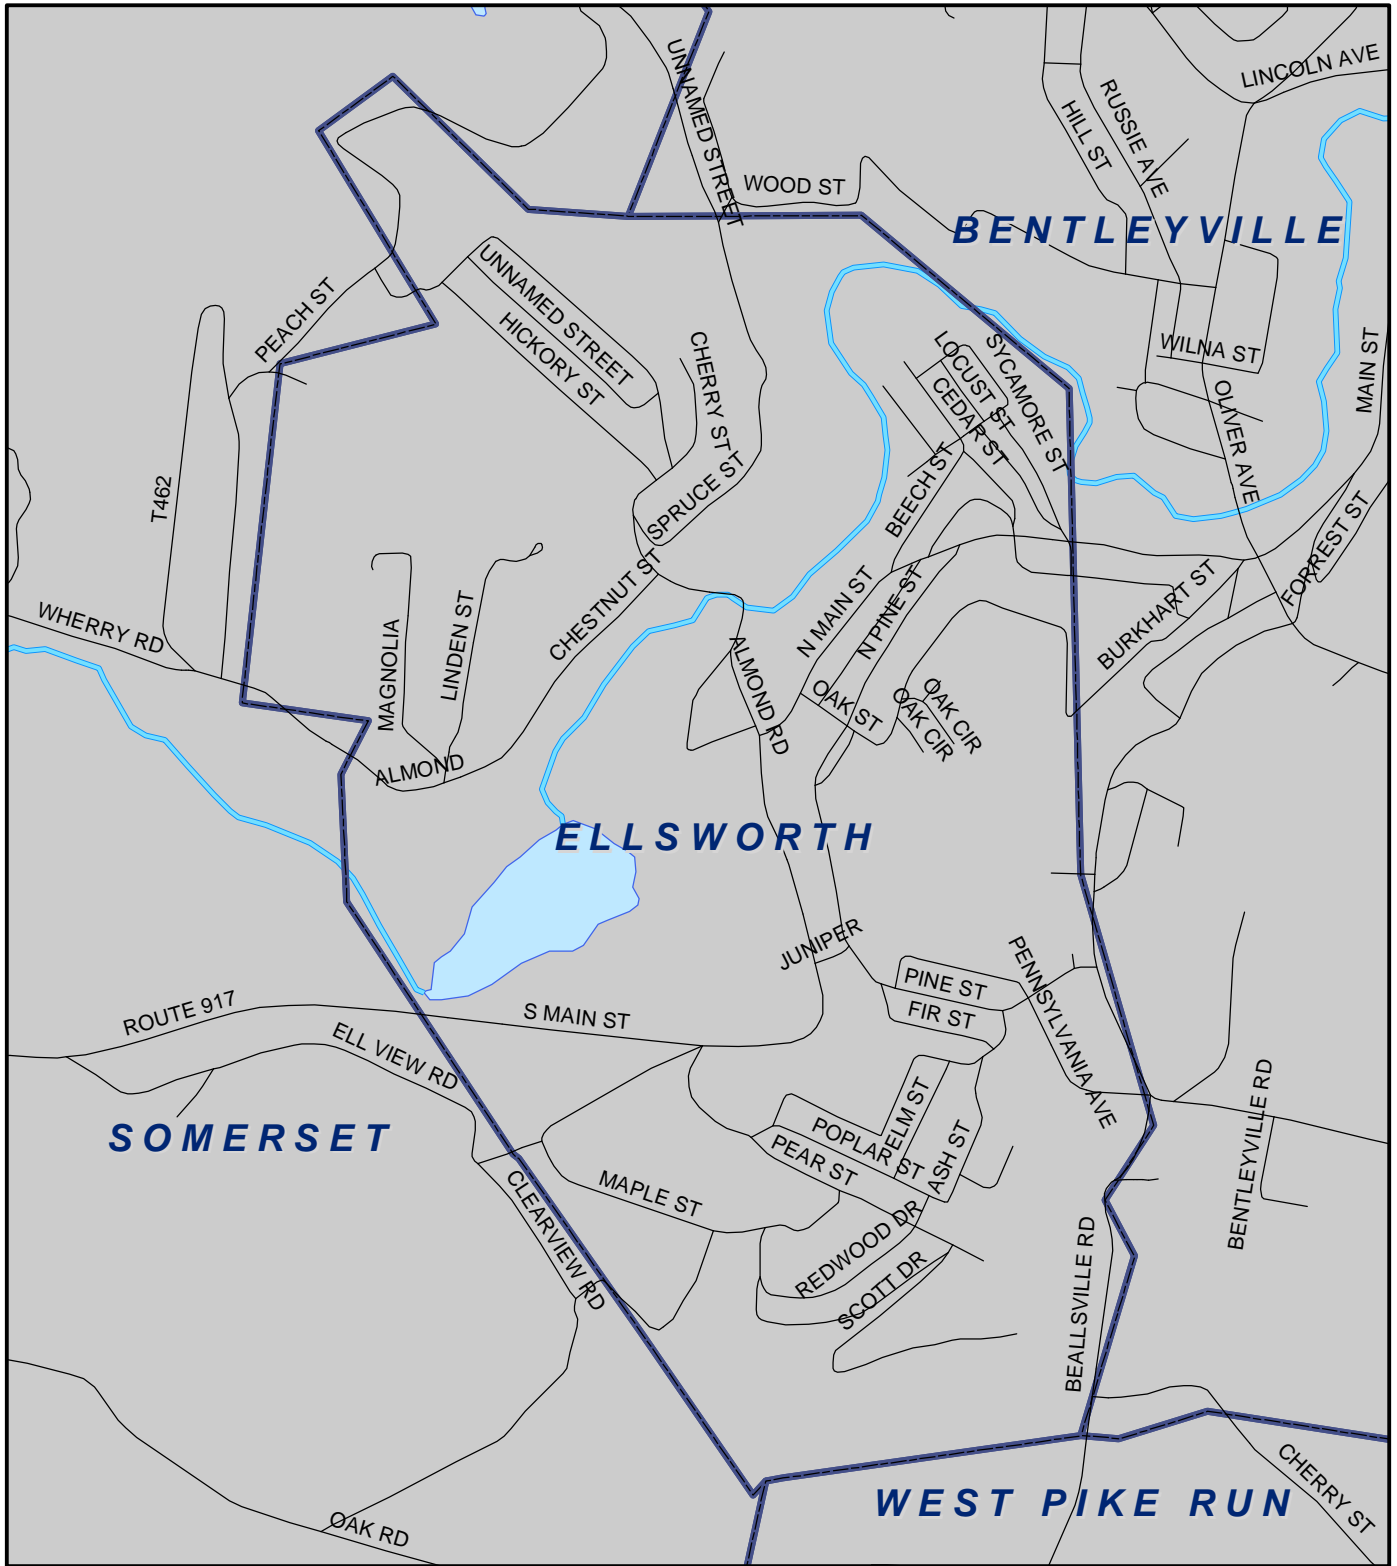 UNNAMED STREET
LINCOLN AVE
RUSSIE AVE
HILL ST
WOOD ST
BENTLEYVILLE
PEACH ST
UNNAMED STREET
HICKORY ST
CHERRY ST
LOCUST ST
SYCAMORE ST
CEDAR ST
WILNA ST
MAIN ST
OLIVER AVE
T462
SPRUCE ST
BEECH ST
FORREST ST
CHESTNUT ST
N MAIN ST
N PINE ST
BURKHART ST
WHERRY RD
MAGNOLIA
LINDEN ST
ALMOND RD
OAK ST
OAK CIR
OAK CIR
ALMOND
ELLSWORTH
JUNIPER
PINE ST
PENNSYLVANIA AVE
FIR ST
ROUTE 917
S MAIN ST
ELL VIEW RD
SOMERSET
ELM ST
POPLAR ST
ASH ST
PEAR ST
BENTLEYVILLE RD
MAPLE ST
CLEARVIEW RD
REDWOOD DR
SCOTT DR
BEALLSVILLE RD
WEST PIKE RUN
CHERRY ST
OAK RD